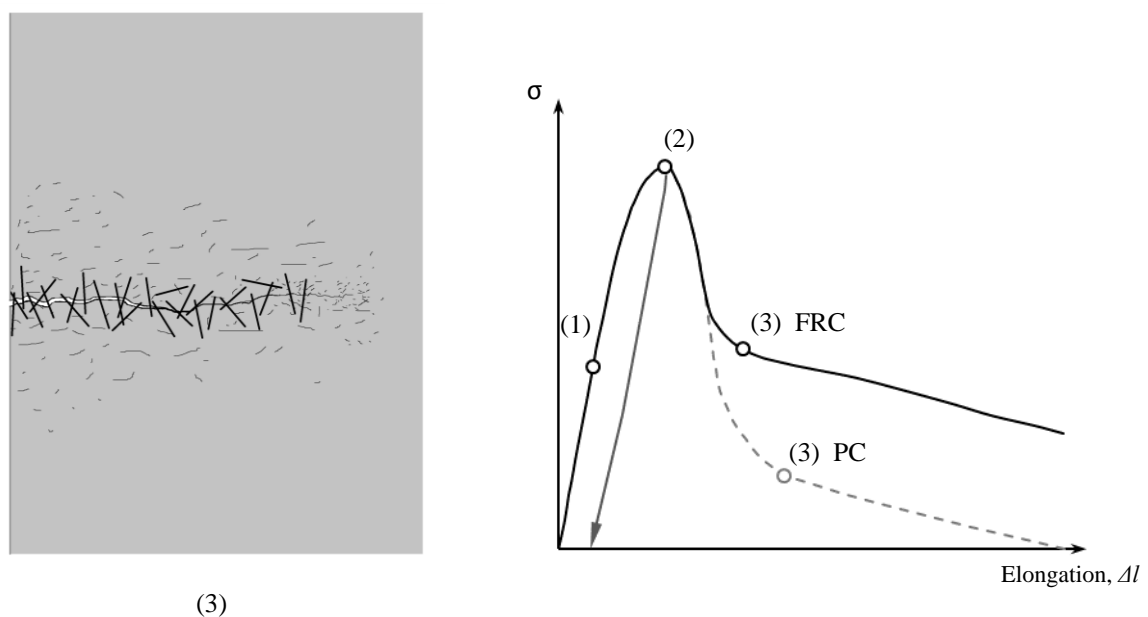 σ
(2)
(1)
(3) FRC
(3) PC
Elongation, Δl
(3)